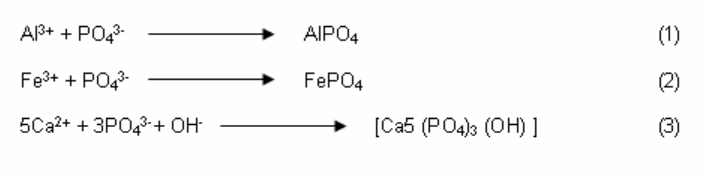 Al³⁺ + PO₄³⁻ ⟶ AlPO₄ (1)
Fe³⁺ + PO₄³⁻ ⟶ FePO₄ (2)
5Ca²⁺ + 3PO₄³⁻ + OH⁻ ⟶ [Ca5 (PO₄)₃ (OH) ] (3)